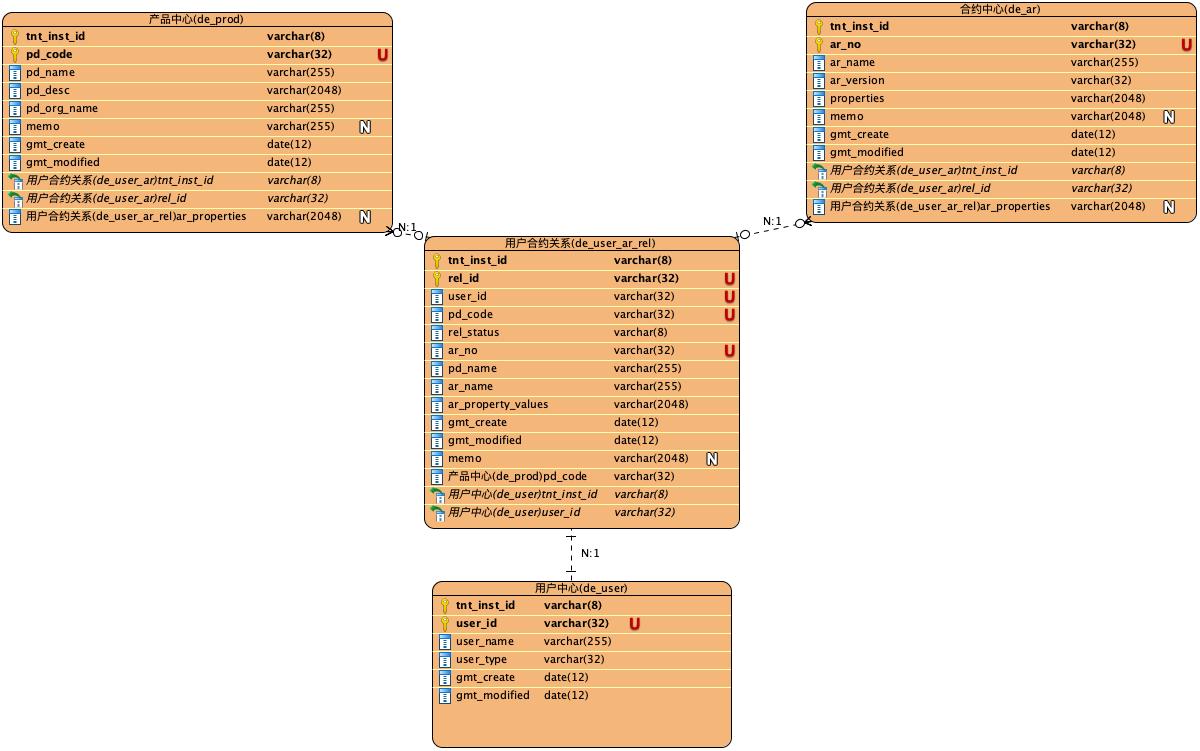 产品中心(de_prod)
tnt_inst_id varchar(8)
pd_code varchar(32) U
pd_name varchar(255)
pd_desc varchar(2048)
pd_org_name varchar(255)
memo varchar(255) N
gmt_create date(12)
gmt_modified date(12)
用户合约关系(de_user_ar)tnt_inst_id varchar(8)
用户合约关系(de_user_ar)rel_id varchar(32)
用户合约关系(de_user_ar_rel)ar_properties varchar(2048) N
合约中心(de_ar)
tnt_inst_id varchar(8)
ar_no varchar(32) U
ar_name varchar(255)
ar_version varchar(32)
properties varchar(2048)
memo varchar(2048) N
gmt_create date(12)
gmt_modified date(12)
用户合约关系(de_user_ar)tnt_inst_id varchar(8)
用户合约关系(de_user_ar)rel_id varchar(32)
用户合约关系(de_user_ar_rel)ar_properties varchar(2048) N
N:1
N:1
用户合约关系(de_user_ar_rel)
tnt_inst_id varchar(8)
rel_id varchar(32) U
user_id varchar(32) U
pd_code varchar(32) U
rel_status varchar(8)
ar_no varchar(32) U
pd_name varchar(255)
ar_name varchar(255)
ar_property_values varchar(2048)
gmt_create date(12)
gmt_modified date(12)
memo varchar(2048) N
产品中心(de_prod)pd_code varchar(32)
用户中心(de_user)tnt_inst_id varchar(8)
用户中心(de_user)user_id varchar(32)
N:1
用户中心(de_user)
tnt_inst_id varchar(8)
user_id varchar(32) U
user_name varchar(255)
user_type varchar(32)
gmt_create date(12)
gmt_modified date(12)